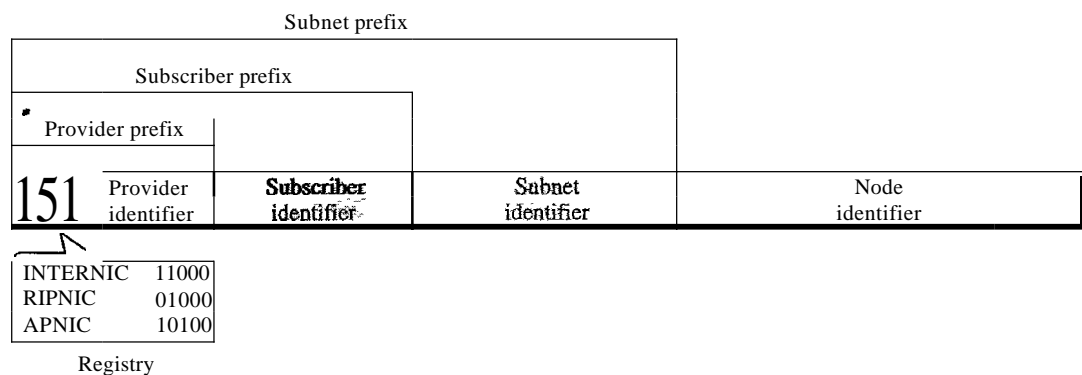 Subnet prefix
Subscriber prefix
Provider prefix
151
Provider
identifier
Subscriber
identifier
Subnet
identifier
Node
identifier
INTERNIC 11000
RIPNIC 01000
APNIC 10100
Registry